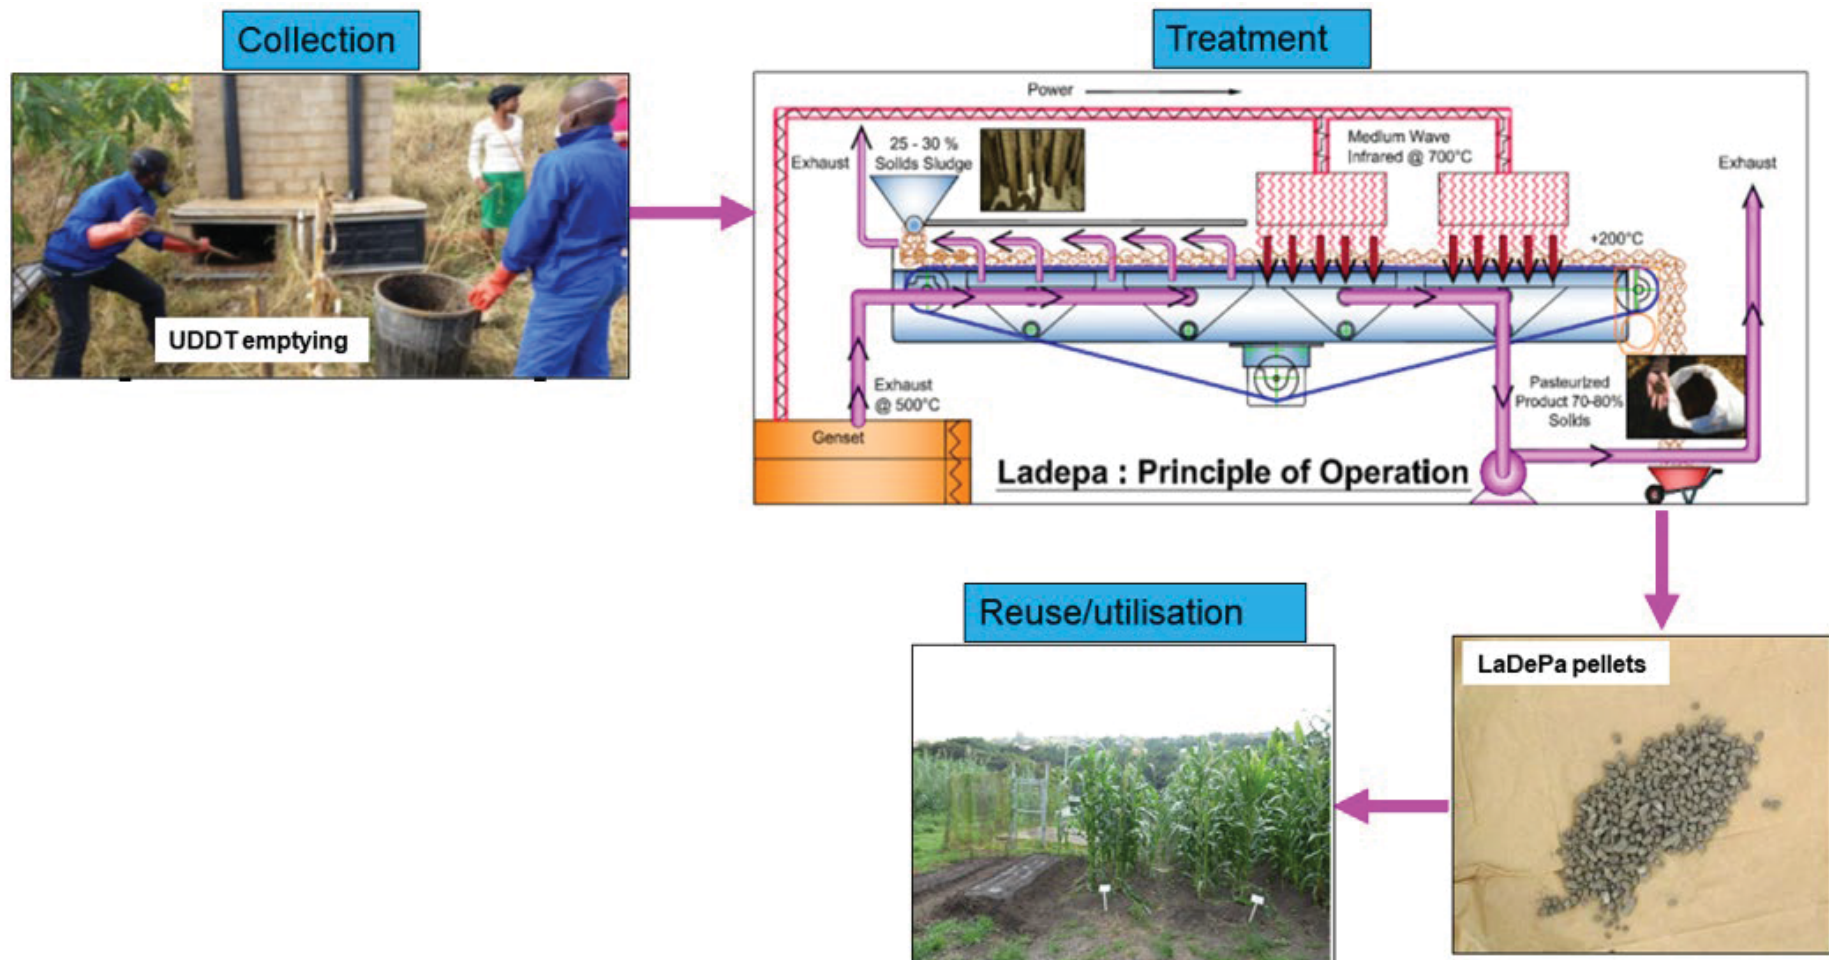 Collection
UDDT emptying
Treatment
Power
Medium Wave
Infrared @ 700°C
25 - 30 %
Solids Sludge
Exhaust
Exhaust
+200°C
Exhaust
@ 500°C
Genset
Pasteurized
Product 70-80%
Solids
Ladepa : Principle of Operation
LaDePa pellets
Reuse/utilisation